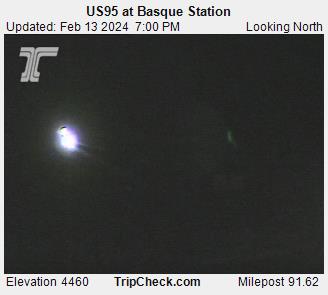 US95 at Basque Station
Updated: Feb 13 2024 7:00 PM Looking North
Elevation 4460 TripCheck.com Milepost 91.62